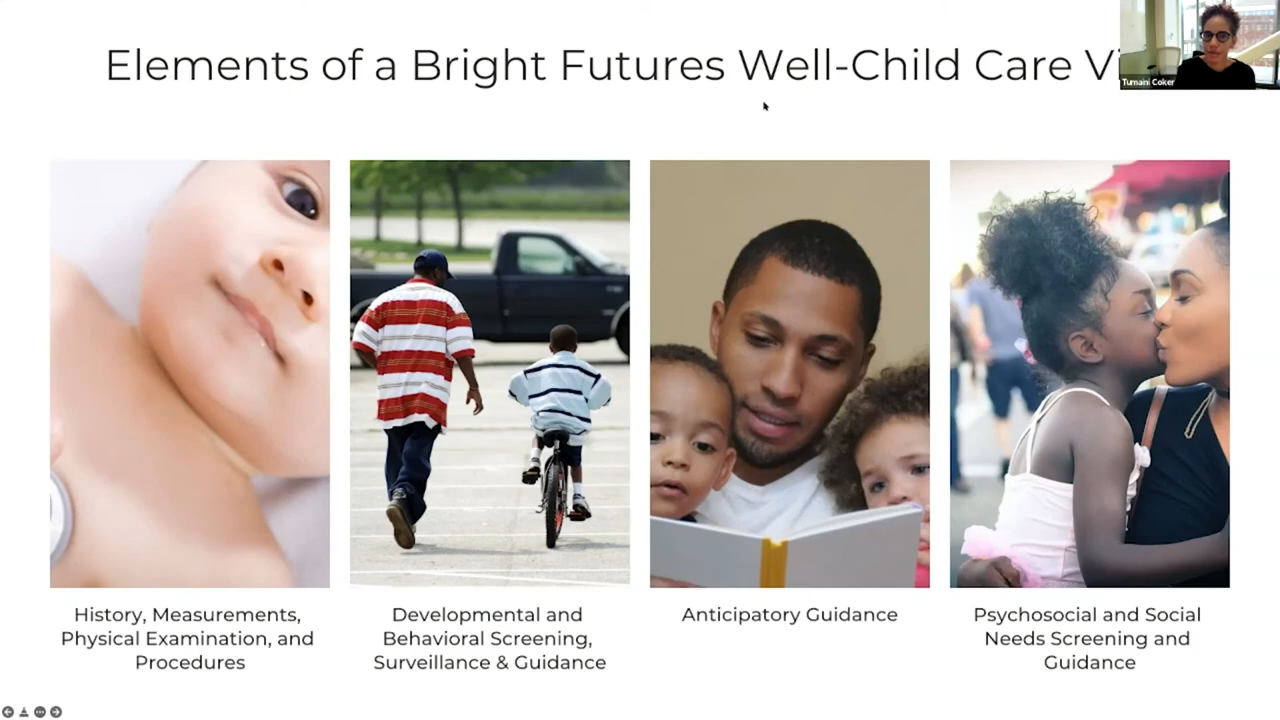 Elements of a Bright Futures Well-Child Care Vi
Tumaini Coker
History, Measurements,
Physical Examination, and
Procedures
Developmental and
Behavioral Screening,
Surveillance & Guidance
Anticipatory Guidance
Psychosocial and Social
Needs Screening and
Guidance